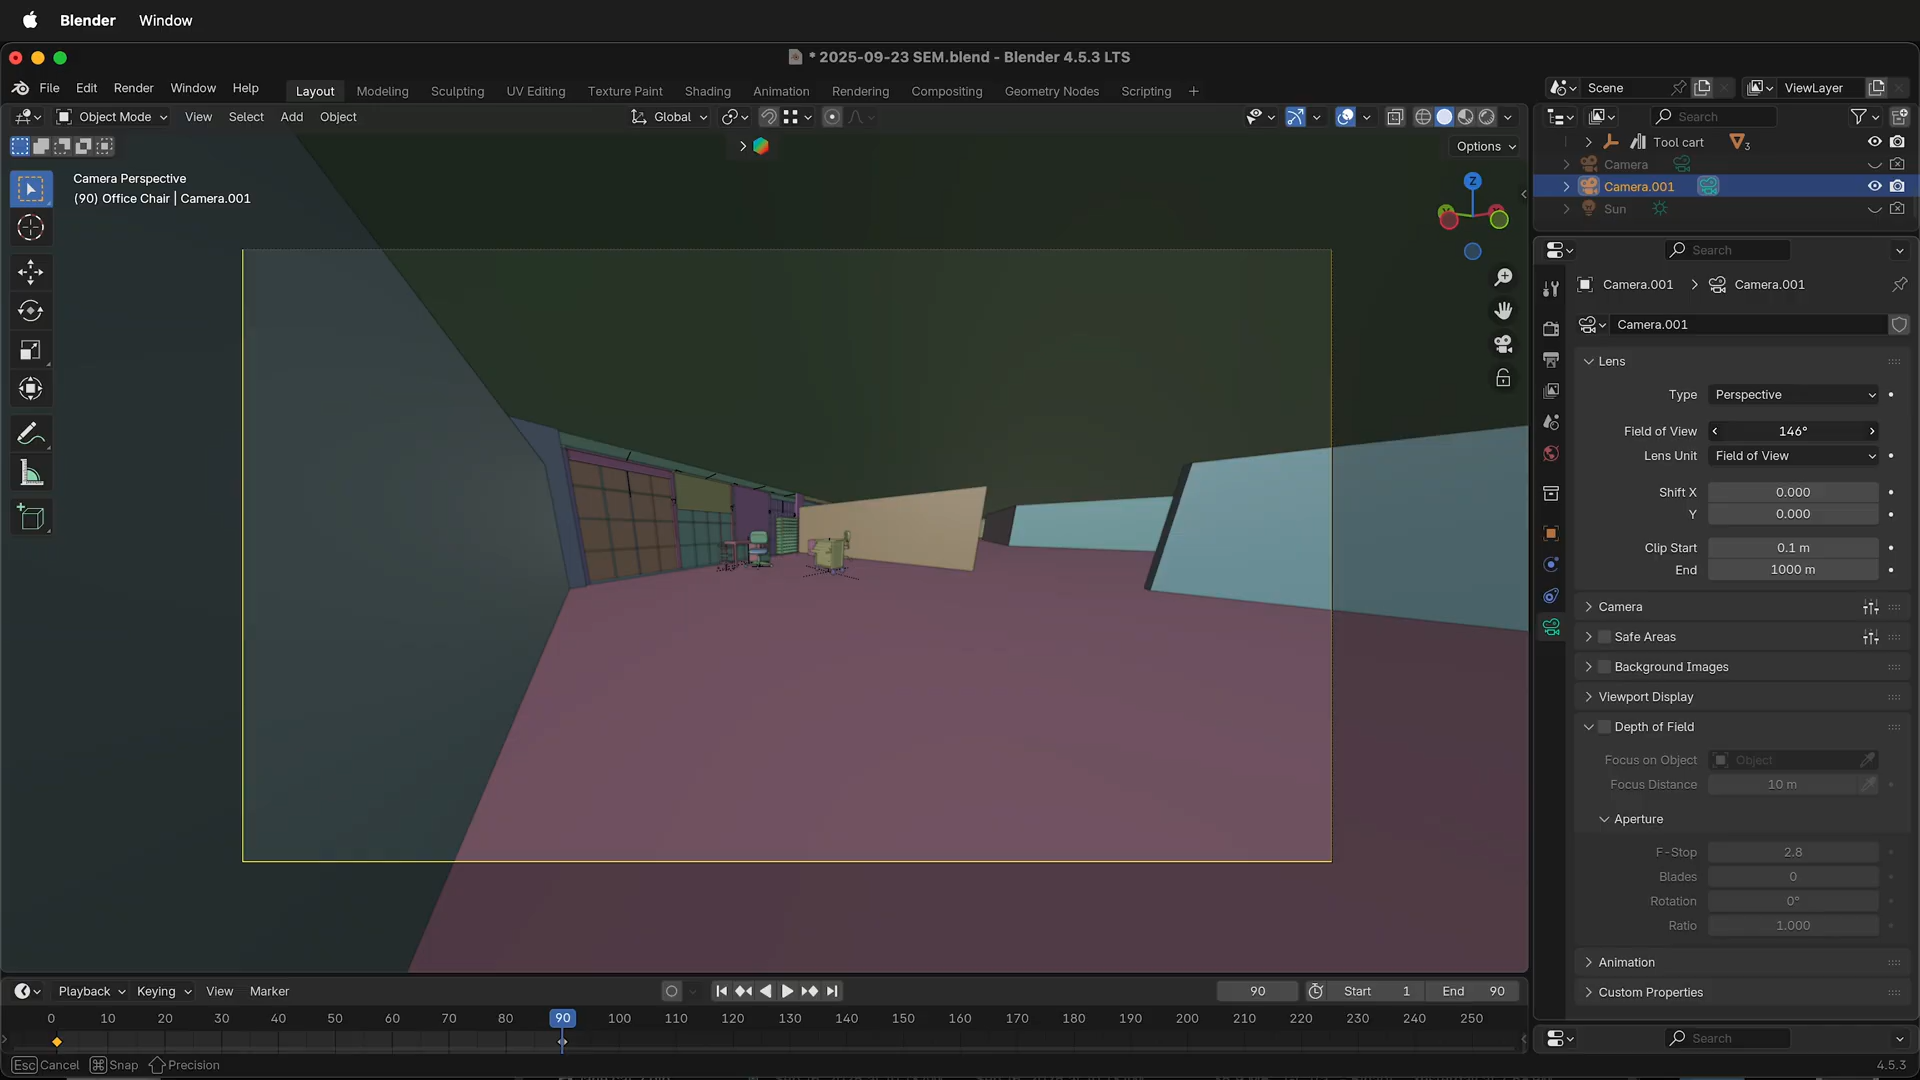 Blender Window
* 2025-09-23 SEM.blend - Blender 4.5.3 LTS
File Edit Render Window Help Layout Modeling Sculpting UV Editing Texture Paint Shading Animation Rendering Compositing Geometry Nodes Scripting + Scene ViewLayer
Object Mode View Select Add Object Global Search
Options
Tool cart 3
Camera
Camera.001
Sun
Camera Perspective
(90) Office Chair | Camera.001
Z
Search
Camera.001 > Camera.001
Camera.001
Lens
Type Perspective
Field of View 146°
Lens Unit Field of View
Shift X 0.000
Y 0.000
Clip Start 0.1 m
End 1000 m
Camera
Safe Areas
Background Images
Viewport Display
Depth of Field
Focus on Object Object
Focus Distance 10 m
Aperture
F-Stop 2.8
Blades 0
Rotation 0°
Ratio 1.000
Animation
Custom Properties
Playback Keying View Marker 90 Start 1 End 90
0 10 20 30 40 50 60 70 80 90 100 110 120 130 140 150 160 170 180 190 200 210 220 230 240 250
Search
Esc Cancel Snap Precision 4.5.3